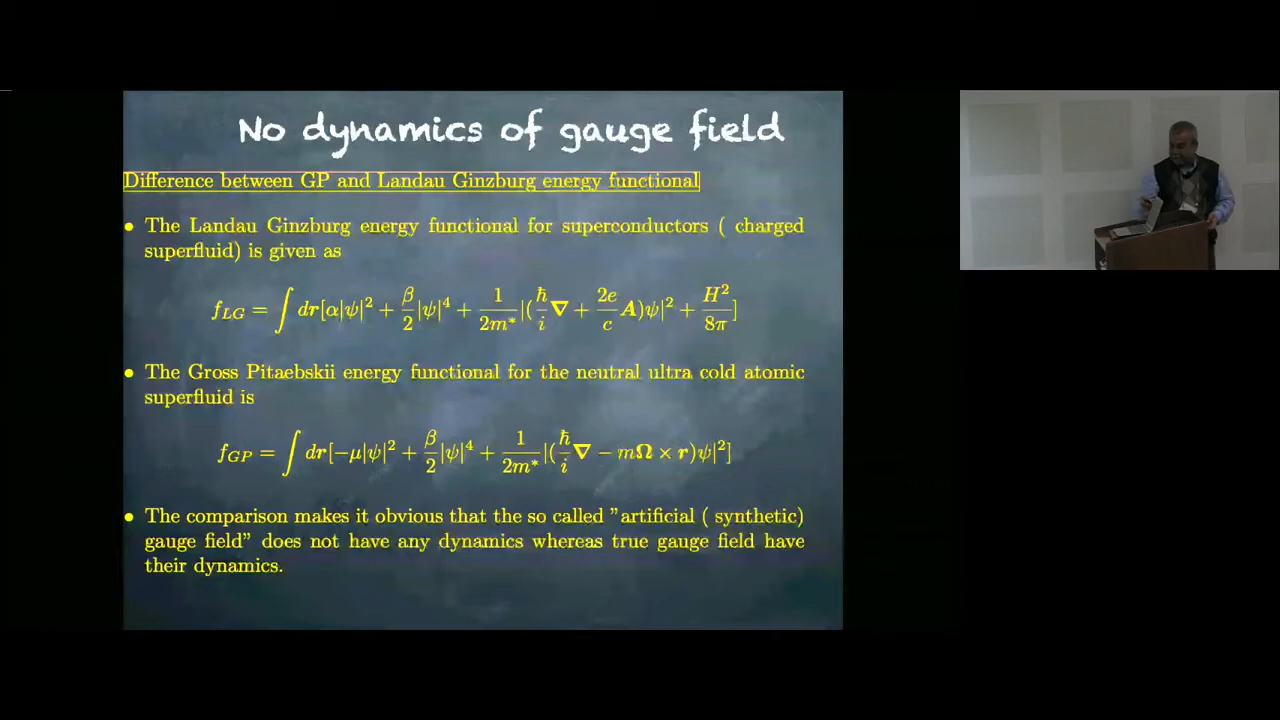 No dynamics of gauge field
Difference between GP and Landau Ginzburg energy functional
• The Landau Ginzburg energy functional for superconductors ( charged
superfluid) is given as
f_{LG} = ∫ dr[α|ψ|² + β/2 |ψ|⁴ + 1/2m* |(ħ/i ∇ + 2e/c A)ψ|² + H²/8π]
• The Gross Pitaebskii energy functional for the neutral ultra cold atomic
superfluid is
f_{GP} = ∫ dr[−μ|ψ|² + β/2 |ψ|⁴ + 1/2m* |(ħ/i ∇ − mΩ × r)ψ|²]
• The comparison makes it obvious that the so called ”artificial ( synthetic)
gauge field” does not have any dynamics whereas true gauge field have
their dynamics.